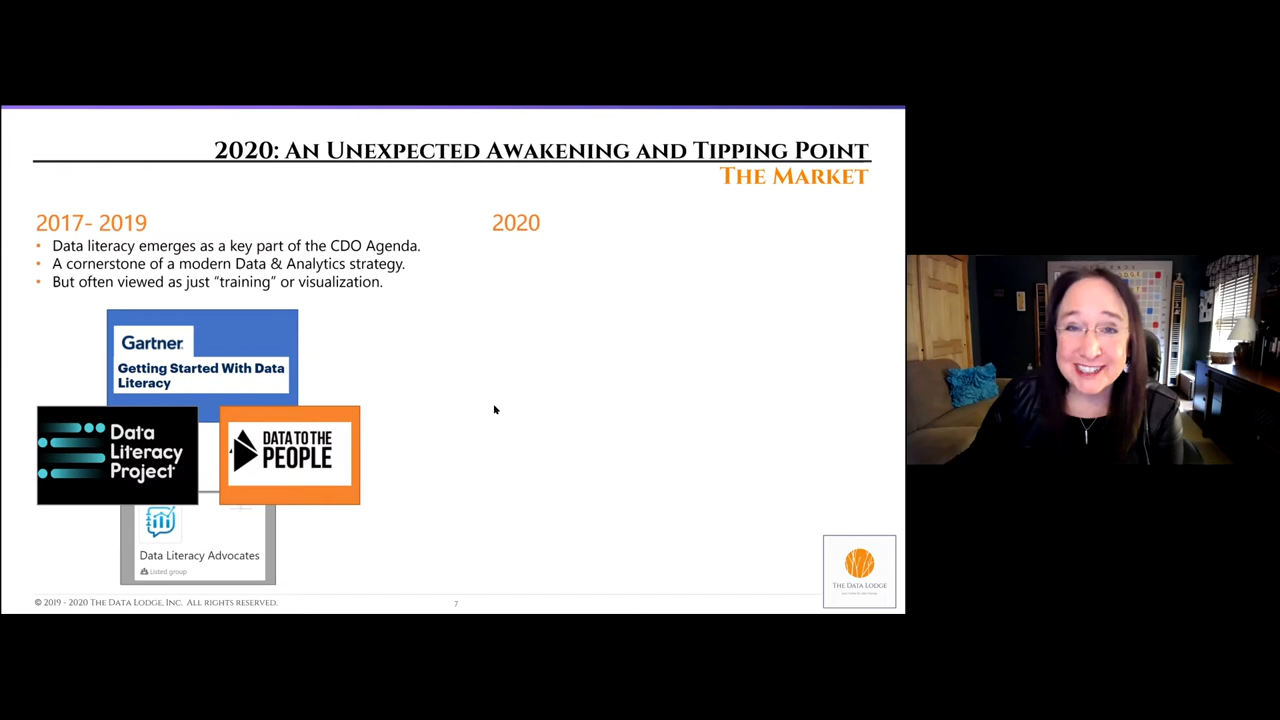 2020: An Unexpected Awakening and Tipping Point
The Market
2017- 2019
• Data literacy emerges as a key part of the CDO Agenda.
• A cornerstone of a modern Data & Analytics strategy.
• But often viewed as just “training” or visualization.
2020
Gartner
Getting Started With Data
Literacy
Data
Literacy
Project
DATA TO THE
PEOPLE
Data Literacy Advocates
Listed group
The Data Lodge
© 2019 - 2020 The Data Lodge, Inc. All rights reserved.
7